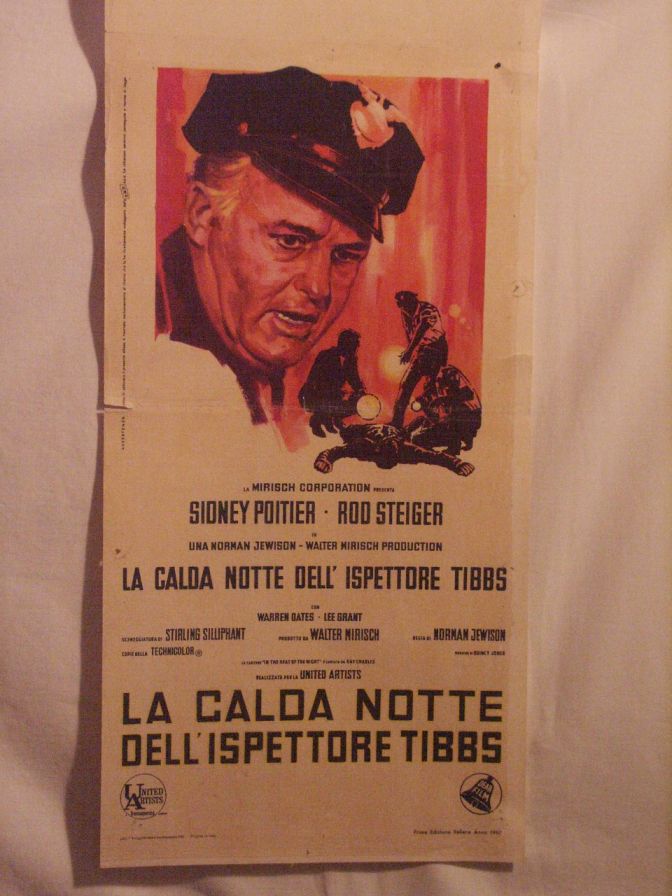 LA MIRISCH CORPORATION PRESENTA
SIDNEY POITIER · ROD STEIGER
IN
UNA NORMAN JEWISON - WALTER MIRISCH PRODUCTION
LA CALDA NOTTE DELL' ISPETTORE TIBBS
CON
WARREN OATES · LEE GRANT
SCENEGGIATURA DI STIRLING SILLIPHANT PRODOTTO DA WALTER MIRISCH REGIA DI NORMAN JEWISON
COPIE DELLA TECHNICOLOR® MUSICHE DI QUINCY JONES
LA CANZONE "IN THE HEAT OF THE NIGHT" È CANTATA DA RAY CHARLES
REALIZZATO PER LA UNITED ARTISTS
LA CALDA NOTTE
DELL'ISPETTORE TIBBS
UNITED
ARTISTS
Prima Edizione Italiana Anno 1967